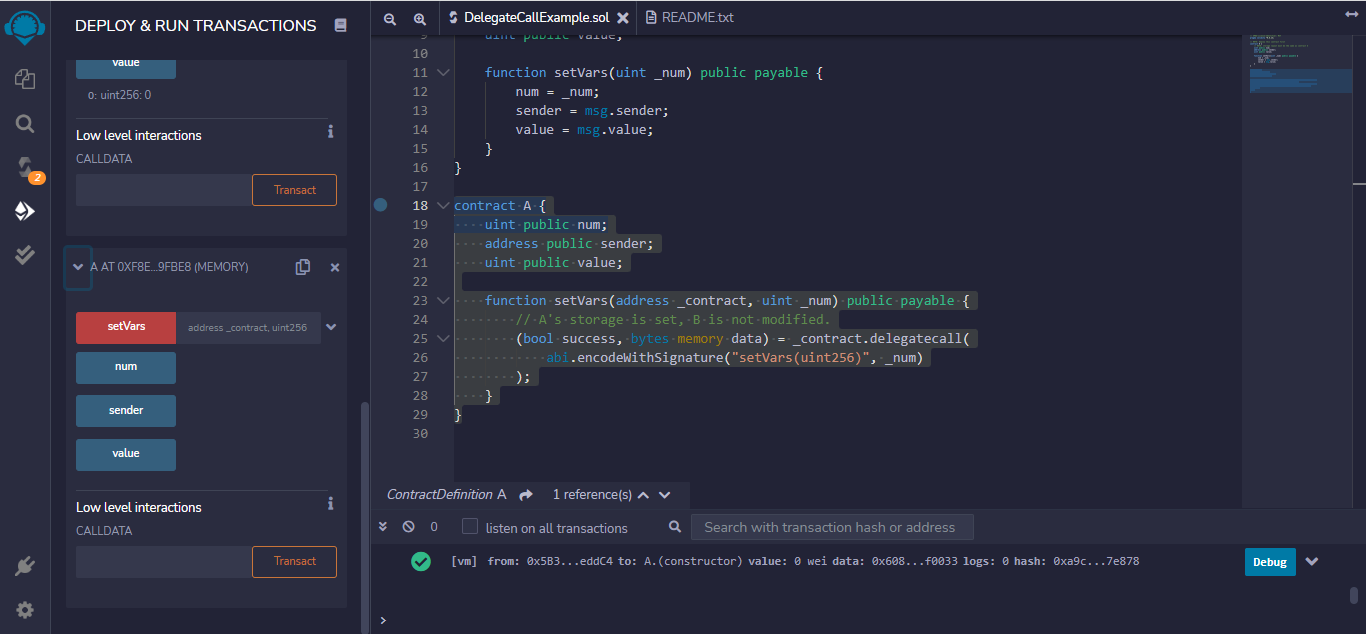 DEPLOY & RUN TRANSACTIONS
value
0: uint256: 0
Low level interactions
CALLDATA
Transact
A AT 0XF8E...9FBE8 (MEMORY)
setVars address _contract, uint256
num
sender
value
Low level interactions
CALLDATA
Transact
2
DelegateCallExample.sol
README.txt
9 uint public value;
10
11 function setVars(uint _num) public payable {
12 num = _num;
13 sender = msg.sender;
14 value = msg.value;
15 }
16 }
17
18 contract A {
19 uint public num;
20 address public sender;
21 uint public value;
22
23 function setVars(address _contract, uint _num) public payable {
24 // A's storage is set, B is not modified.
25 (bool success, bytes memory data) = _contract.delegatecall(
26 abi.encodeWithSignature("setVars(uint256)", _num)
27 );
28 }
29 }
30
ContractDefinition A 1 reference(s)
0 listen on all transactions Search with transaction hash or address
[vm] from: 0x5B3...eddC4 to: A.(constructor) value: 0 wei data: 0x608...f0033 logs: 0 hash: 0xa9c...7e878 Debug
>